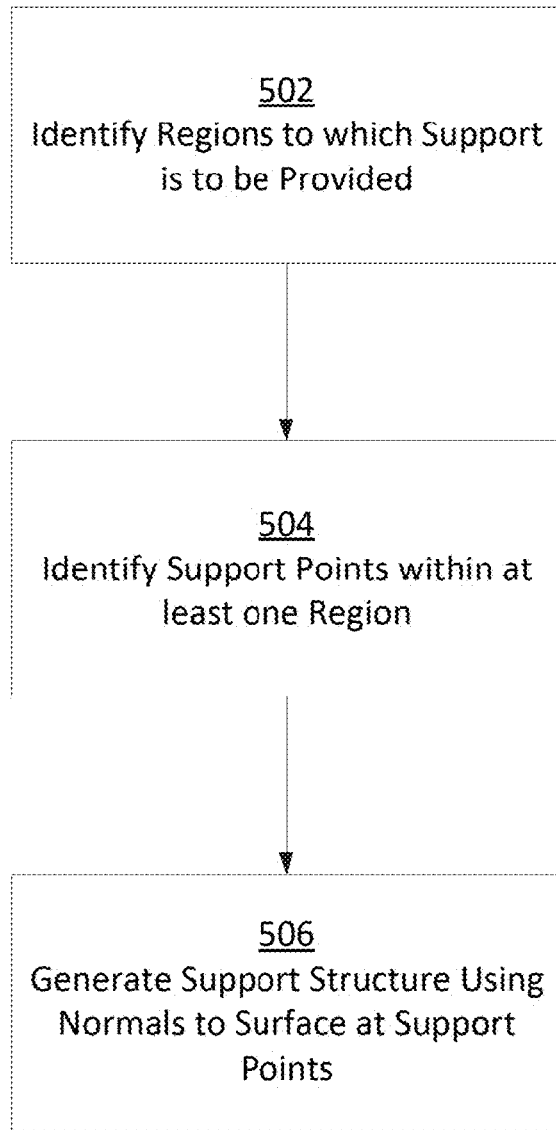 502
Identify Regions to which Support
is to be Provided
504
Identify Support Points within at
least one Region
506
Generate Support Structure Using
Normals to Surface at Support
Points